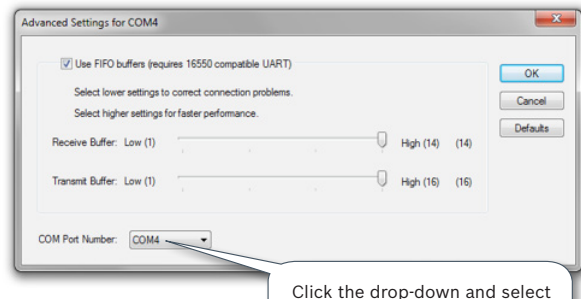 Advanced Settings for COM4
Use FIFO buffers (requires 16550 compatible UART)
OK
Select lower settings to correct connection problems.
Cancel
Select higher settings for faster performance.
Defaults
Receive Buffer: Low (1) High (14) (14)
Transmit Buffer: Low (1) High (16) (16)
COM Port Number: COM4
Click the drop-down and select